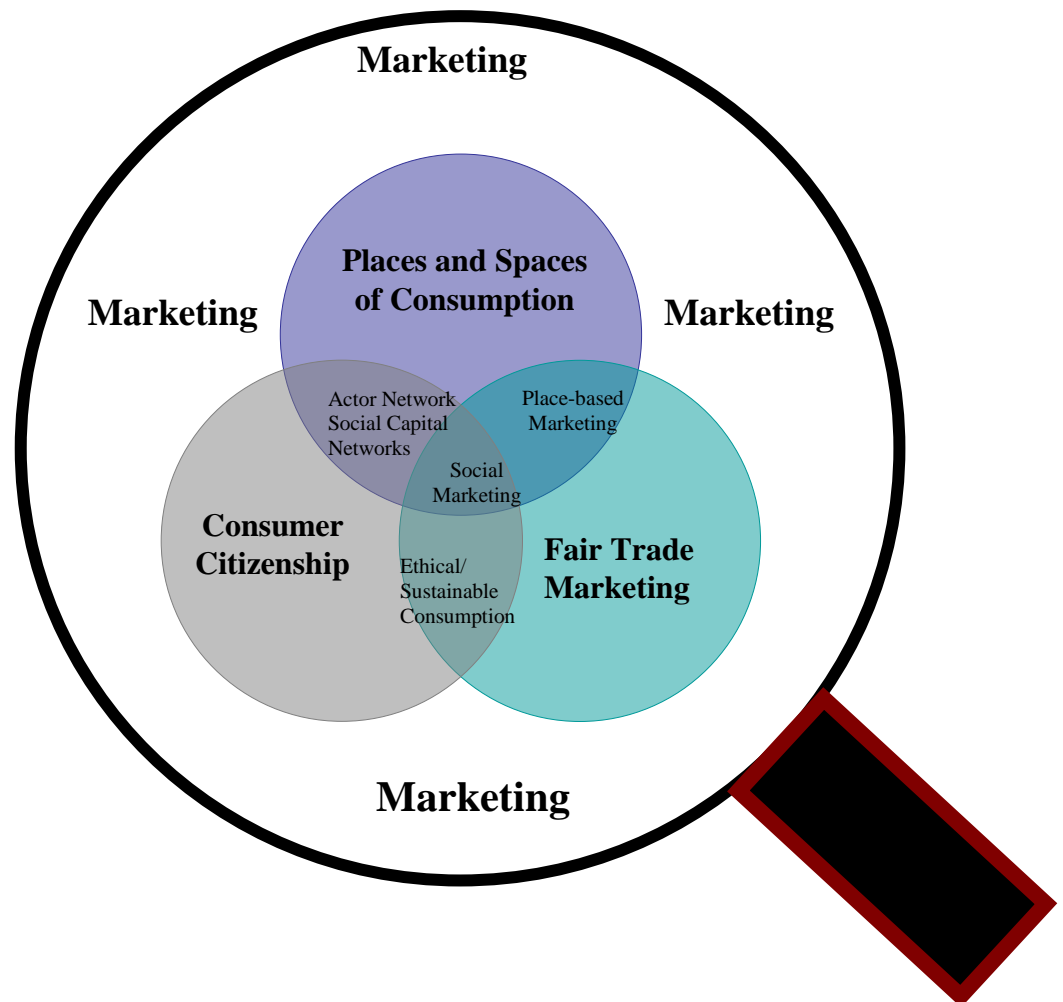 Marketing
Places and Spaces
of Consumption
Marketing
Marketing
Actor Network
Social Capital
Networks
Place-based
Marketing
Social
Marketing
Consumer
Citizenship
Fair Trade
Marketing
Ethical/
Sustainable
Consumption
Marketing